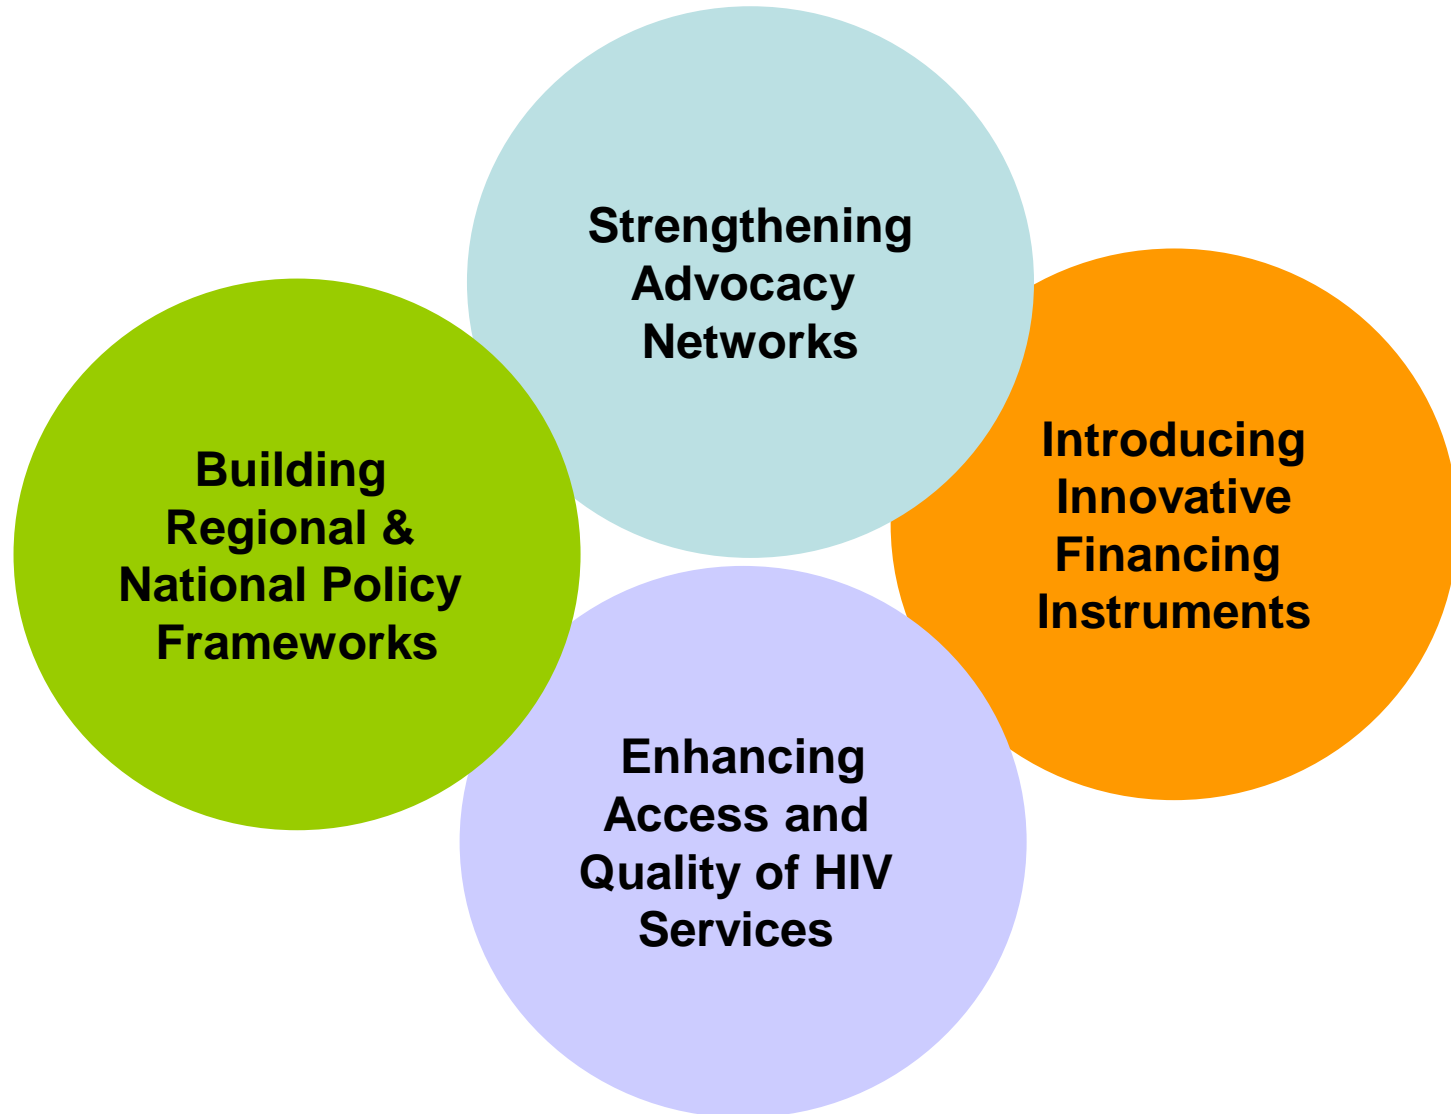 Strengthening
Advocacy
Networks
Building
Regional &
National Policy
Frameworks
Introducing
Innovative
Financing
Instruments
Enhancing
Access and
Quality of HIV
Services